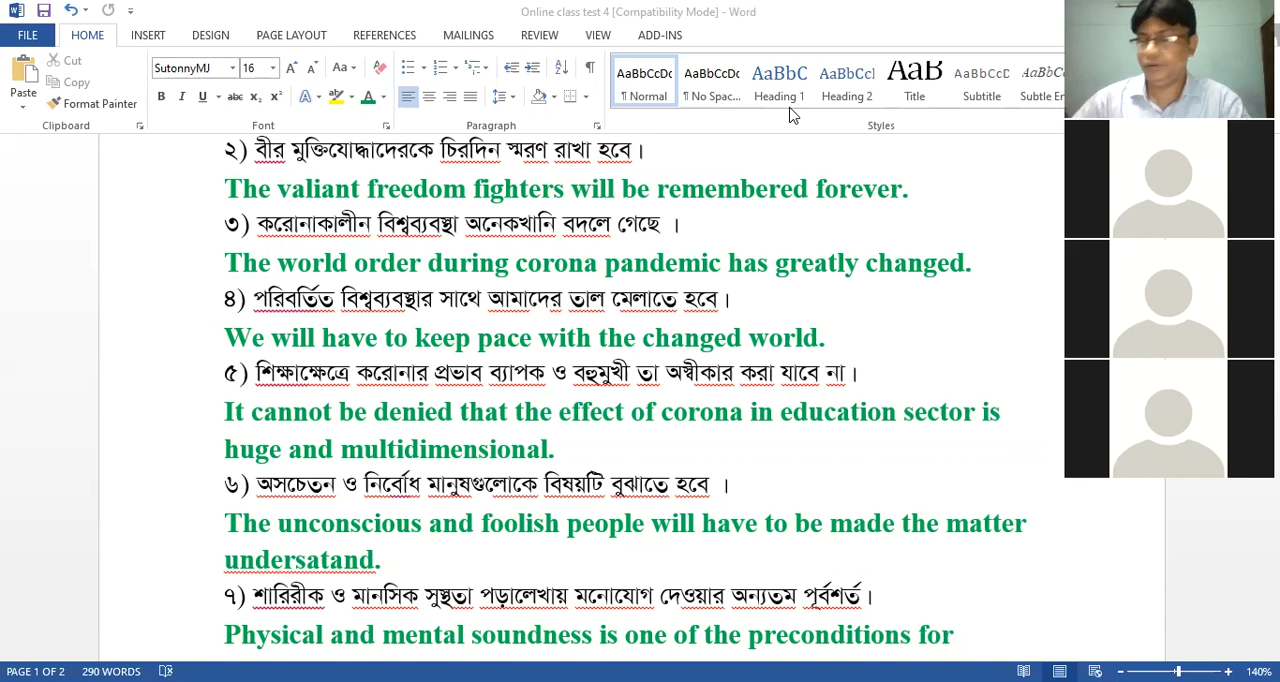 Online class test 4 [Compatibility Mode] - Word
FILE HOME INSERT DESIGN PAGE LAYOUT REFERENCES MAILINGS REVIEW VIEW ADD-INS
Cut
Copy
Paste
Format Painter
Clipboard
SutonnyMJ 16
Font
Paragraph
AaBbCcDc AaBbCcDc AaBbC AaBbCcI AaB AaBbCcD AaBbC
¶ Normal ¶ No Spac... Heading 1 Heading 2 Title Subtitle Subtle Em
Styles
২) বীর মুক্তিযোদ্ধাদেরকে চিরদিন স্মরণ রাখা হবে।
The valiant freedom fighters will be remembered forever.
৩) করোনাকালীন বিশ্বব্যবস্থা অনেকখানি বদলে গেছে ।
The world order during corona pandemic has greatly changed.
৪) পরিবর্তিত বিশ্বব্যবস্থার সাথে আমাদের তাল মেলাতে হবে।
We will have to keep pace with the changed world.
৫) শিক্ষাক্ষেত্রে করোনার প্রভাব ব্যাপক ও বহুমুখী তা অস্বীকার করা যাবে না।
It cannot be denied that the effect of corona in education sector is
huge and multidimensional.
৬) অসচেতন ও নির্বোধ মানুষগুলোকে বিষয়টি বুঝাতে হবে ।
The unconscious and foolish people will have to be made the matter
undersatand.
৭) শারিরীক ও মানসিক সুস্থতা পড়ালেখায় মনোযোগ দেওয়ার অন্যতম পূর্বশর্ত।
Physical and mental soundness is one of the preconditions for
PAGE 1 OF 2 290 WORDS 140%